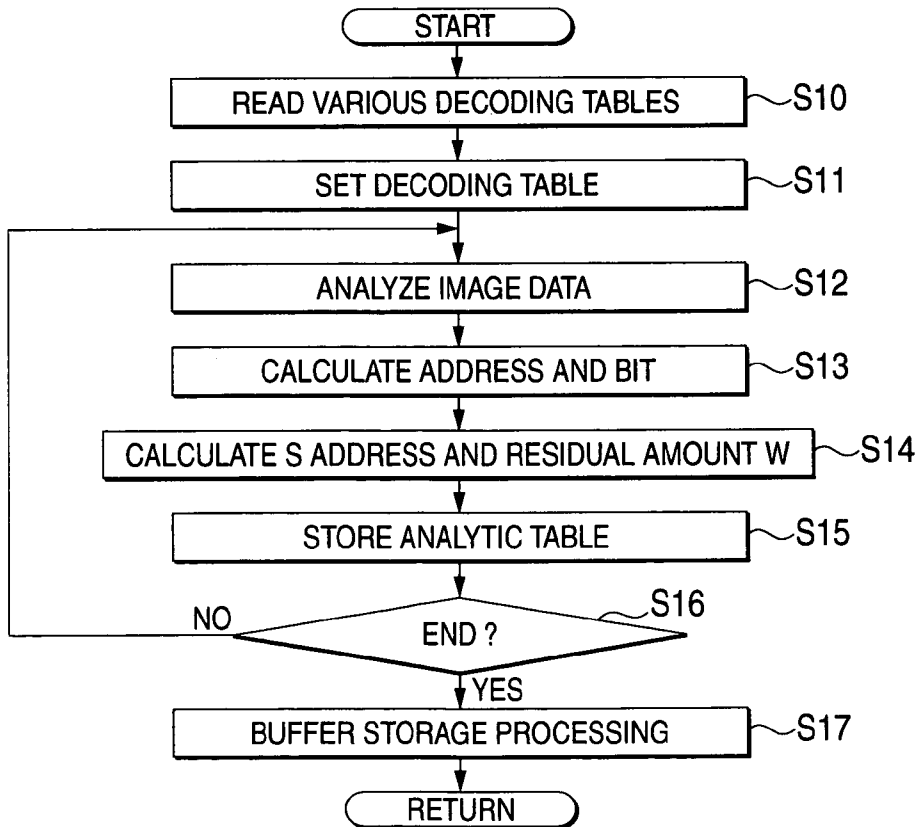 START
READ VARIOUS DECODING TABLES
S10
SET DECODING TABLE
S11
ANALYZE IMAGE DATA
S12
CALCULATE ADDRESS AND BIT
S13
CALCULATE S ADDRESS AND RESIDUAL AMOUNT W
S14
STORE ANALYTIC TABLE
S15
S16
NO
END ?
YES
BUFFER STORAGE PROCESSING
S17
RETURN